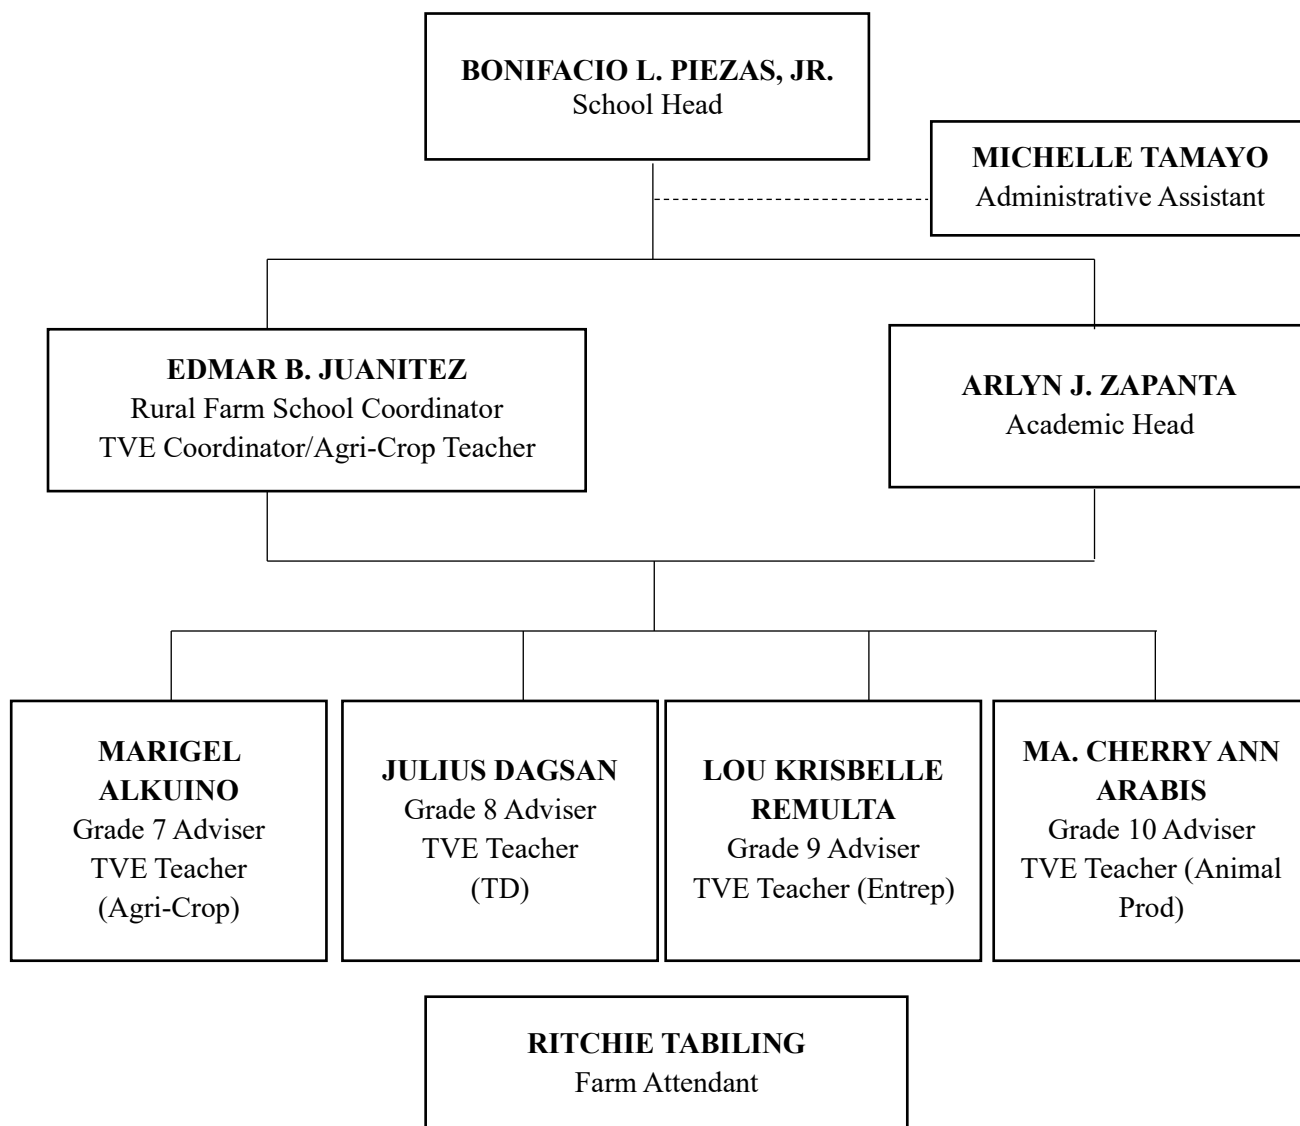 BONIFACIO L. PIEZAS, JR.
School Head
MICHELLE TAMAYO
Administrative Assistant
EDMAR B. JUANITEZ
Rural Farm School Coordinator
TVE Coordinator/Agri-Crop Teacher
ARLYN J. ZAPANTA
Academic Head
MARIGEL
ALKUINO
Grade 7 Adviser
TVE Teacher
(Agri-Crop)
JULIUS DAGSAN
Grade 8 Adviser
TVE Teacher
(TD)
LOU KRISBELLE
REMULTA
Grade 9 Adviser
TVE Teacher (Entrep)
MA. CHERRY ANN
ARABIS
Grade 10 Adviser
TVE Teacher (Animal
Prod)
RITCHIE TABILING
Farm Attendant